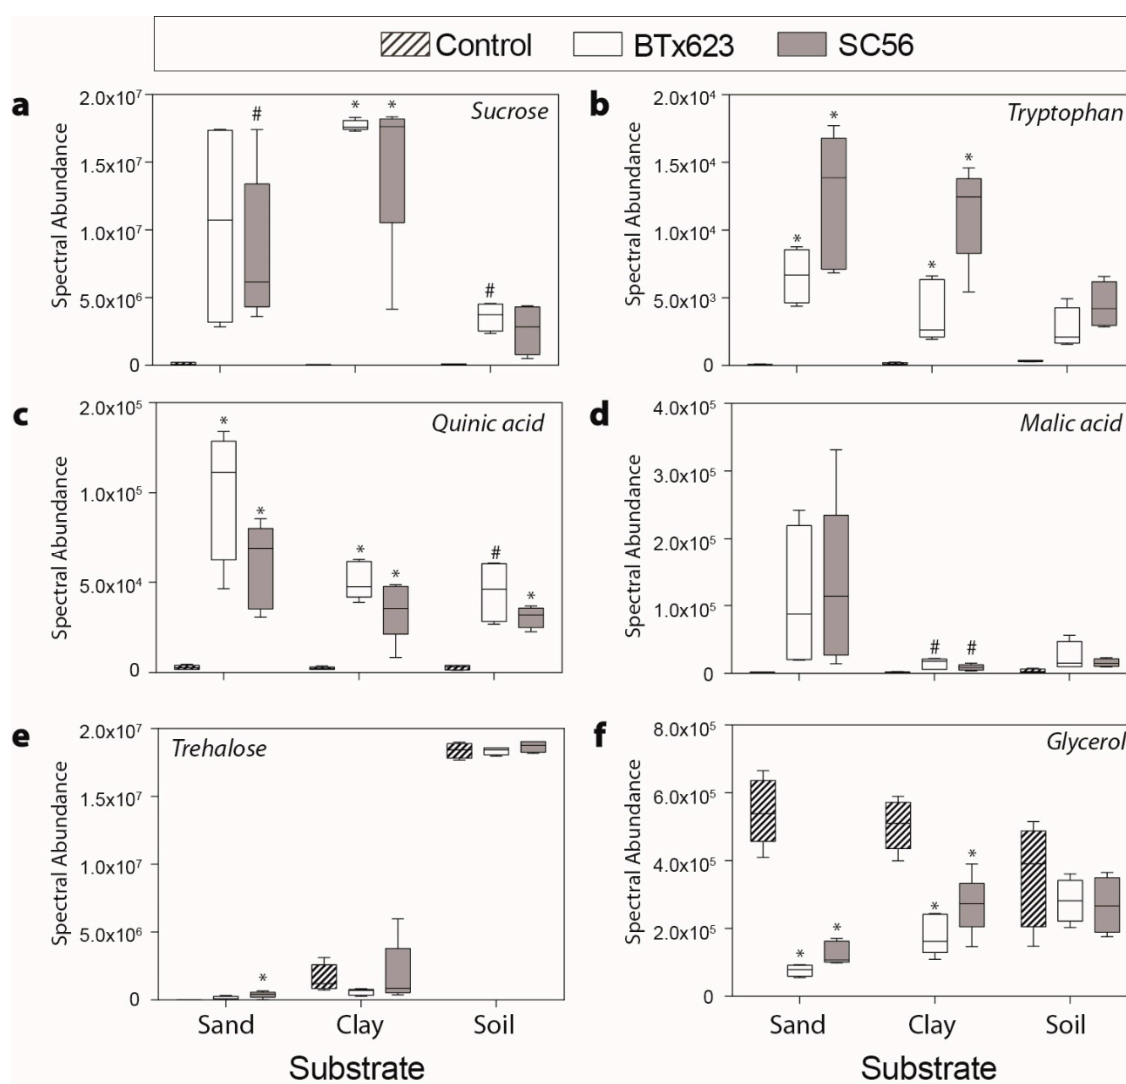 Control BTx623 SC56
a
Sucrose
Spectral Abundance
2.0x10⁷
1.5x10⁷
1.0x10⁷
5.0x10⁶
0
# * * #
b
Tryptophan
Spectral Abundance
2.0x10⁴
1.5x10⁴
1.0x10⁴
5.0x10³
0
* * * *
c
Quinic acid
Spectral Abundance
2.0x10⁵
1.0x10⁵
5.0x10⁴
0
* * * * # *
d
Malic acid
Spectral Abundance
4.0x10⁵
3.0x10⁵
2.0x10⁵
1.0x10⁵
0
# #
e
Trehalose
Spectral Abundance
2.0x10⁷
1.5x10⁷
1.0x10⁷
5.0x10⁶
0
*
Sand Clay Soil
Substrate
f
Glycerol
Spectral Abundance
8.0x10⁵
6.0x10⁵
4.0x10⁵
2.0x10⁵
0
* * * *
Sand Clay Soil
Substrate